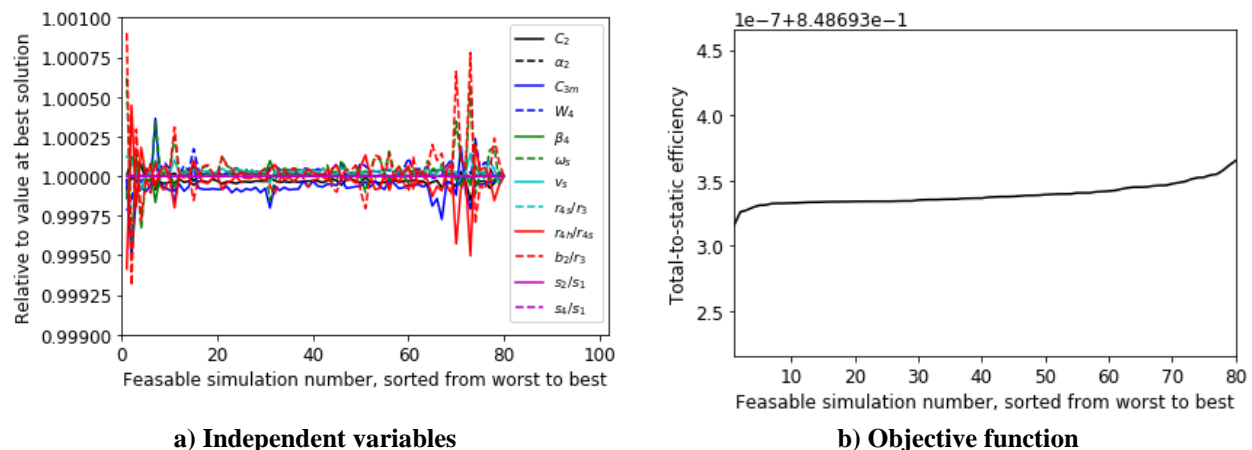 1.00100
1.00075
1.00050
1.00025
1.00000
0.99975
0.99950
0.99925
0.99900
Relative to value at best solution
0
20
40
60
80
100
Feasable simulation number, sorted from worst to best
C₂
α₂
C₃ₘ
W₄
β₄
ωₛ
vₛ
r₄ₛ/r₃
r₄ₕ/r₄ₛ
b₂/r₃
s₂/s₁
s₄/s₁
a) Independent variables
1e−7+8.48693e−1
4.5
4.0
3.5
3.0
2.5
Total-to-static efficiency
10
20
30
40
50
60
70
80
Feasable simulation number, sorted from worst to best
b) Objective function